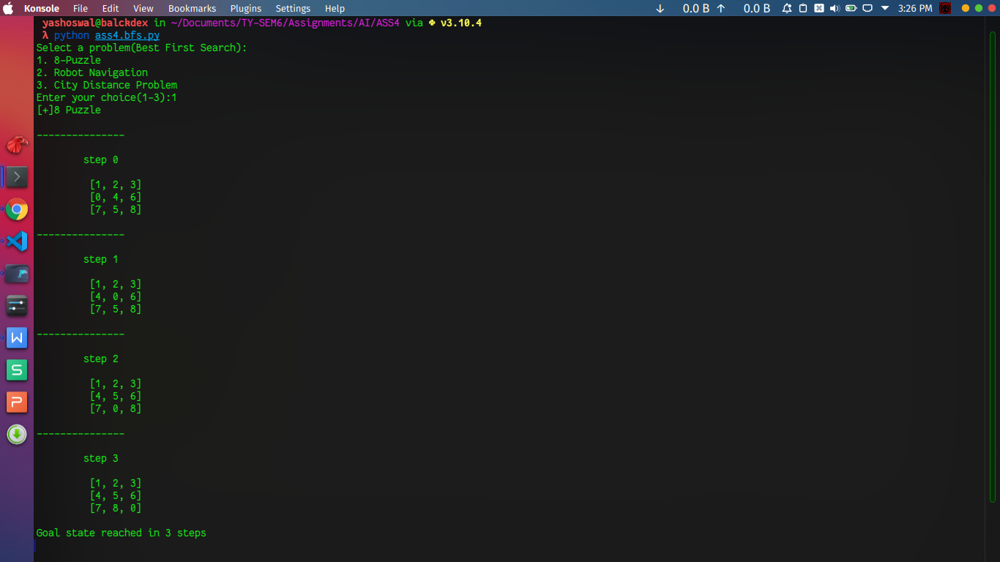 Konsole File Edit View Bookmarks Plugins Settings Help ↓ 0.0 B ↑ 0.0 B 3:26 PM
yashoswal@balckdex in ~/Documents/TY-SEM6/Assignments/AI/ASS4 via v3.10.4
λ python ass4.bfs.py
Select a problem(Best First Search):
1. 8-Puzzle
2. Robot Navigation
3. City Distance Problem
Enter your choice(1-3):1
[+]8 Puzzle
---------------
step 0
[1, 2, 3]
[0, 4, 6]
[7, 5, 8]
---------------
step 1
[1, 2, 3]
[4, 0, 6]
[7, 5, 8]
---------------
step 2
[1, 2, 3]
[4, 5, 6]
[7, 0, 8]
---------------
step 3
[1, 2, 3]
[4, 5, 6]
[7, 8, 0]
Goal state reached in 3 steps